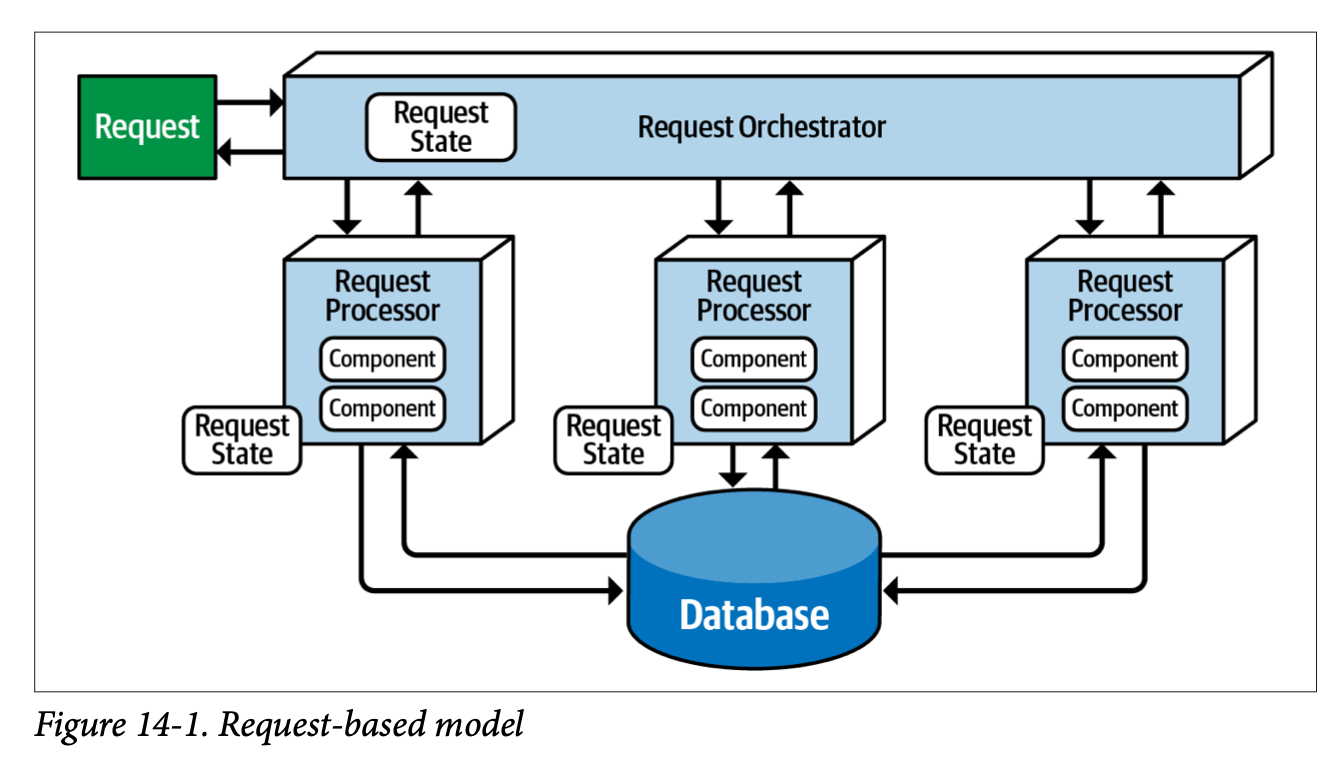 Request
Request
State
Request Orchestrator
Request
Processor
Component
Component
Request
State
Request
Processor
Component
Component
Request
State
Request
Processor
Component
Component
Request
State
Database
Figure 14-1. Request-based model